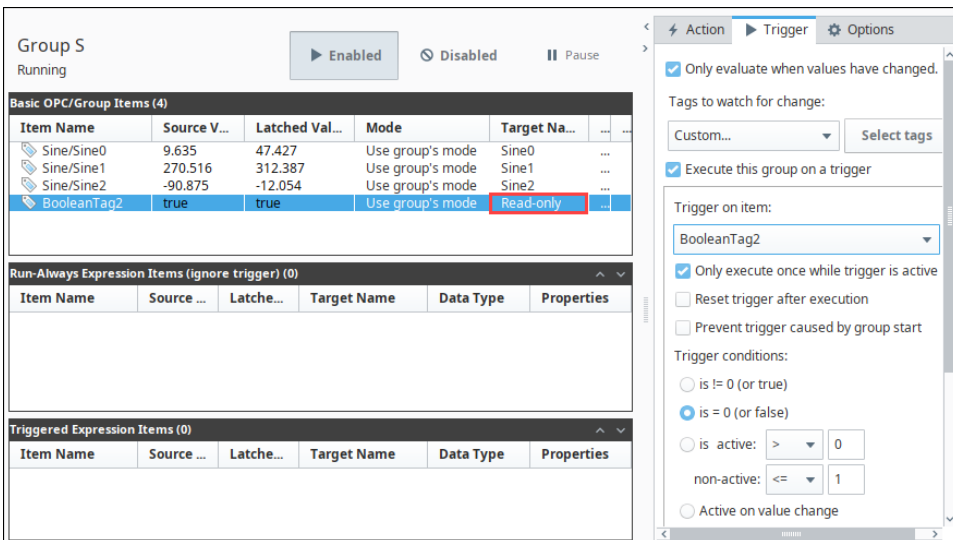 Group S
Running
Enabled
Disabled
Pause
Basic OPC/Group Items (4)
Item Name Source V... Latched Val... Mode Target Na... ... ...
Sine/Sine0 9.635 47.427 Use group's mode Sine0 ...
Sine/Sine1 270.516 312.387 Use group's mode Sine1 ...
Sine/Sine2 -90.875 -12.054 Use group's mode Sine2 ...
BooleanTag2 true true Use group's mode Read-only ...
Run-Always Expression Items (ignore trigger) (0)
Item Name Source ... Latche... Target Name Data Type Properties
Triggered Expression Items (0)
Item Name Source ... Latche... Target Name Data Type Properties
Action Trigger Options
Only evaluate when values have changed.
Tags to watch for change:
Custom... Select tags
Execute this group on a trigger
Trigger on item:
BooleanTag2
Only execute once while trigger is active
Reset trigger after execution
Prevent trigger caused by group start
Trigger conditions:
is != 0 (or true)
is = 0 (or false)
is active: > 0
non-active: <= 1
Active on value change